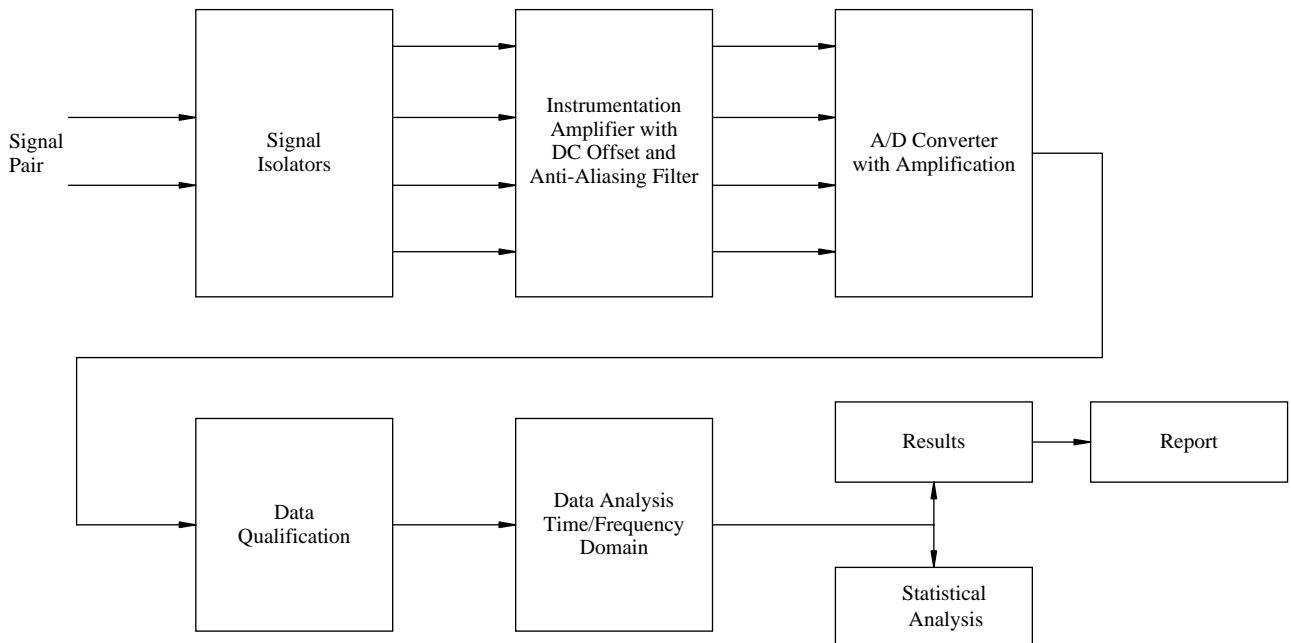 Signal
Pair
Signal
Isolators
Instrumentation
Amplifier with
DC Offset and
Anti-Aliasing Filter
A/D Converter
with Amplification
Data
Qualification
Data Analysis
Time/Frequency
Domain
Results
Report
Statistical
Analysis